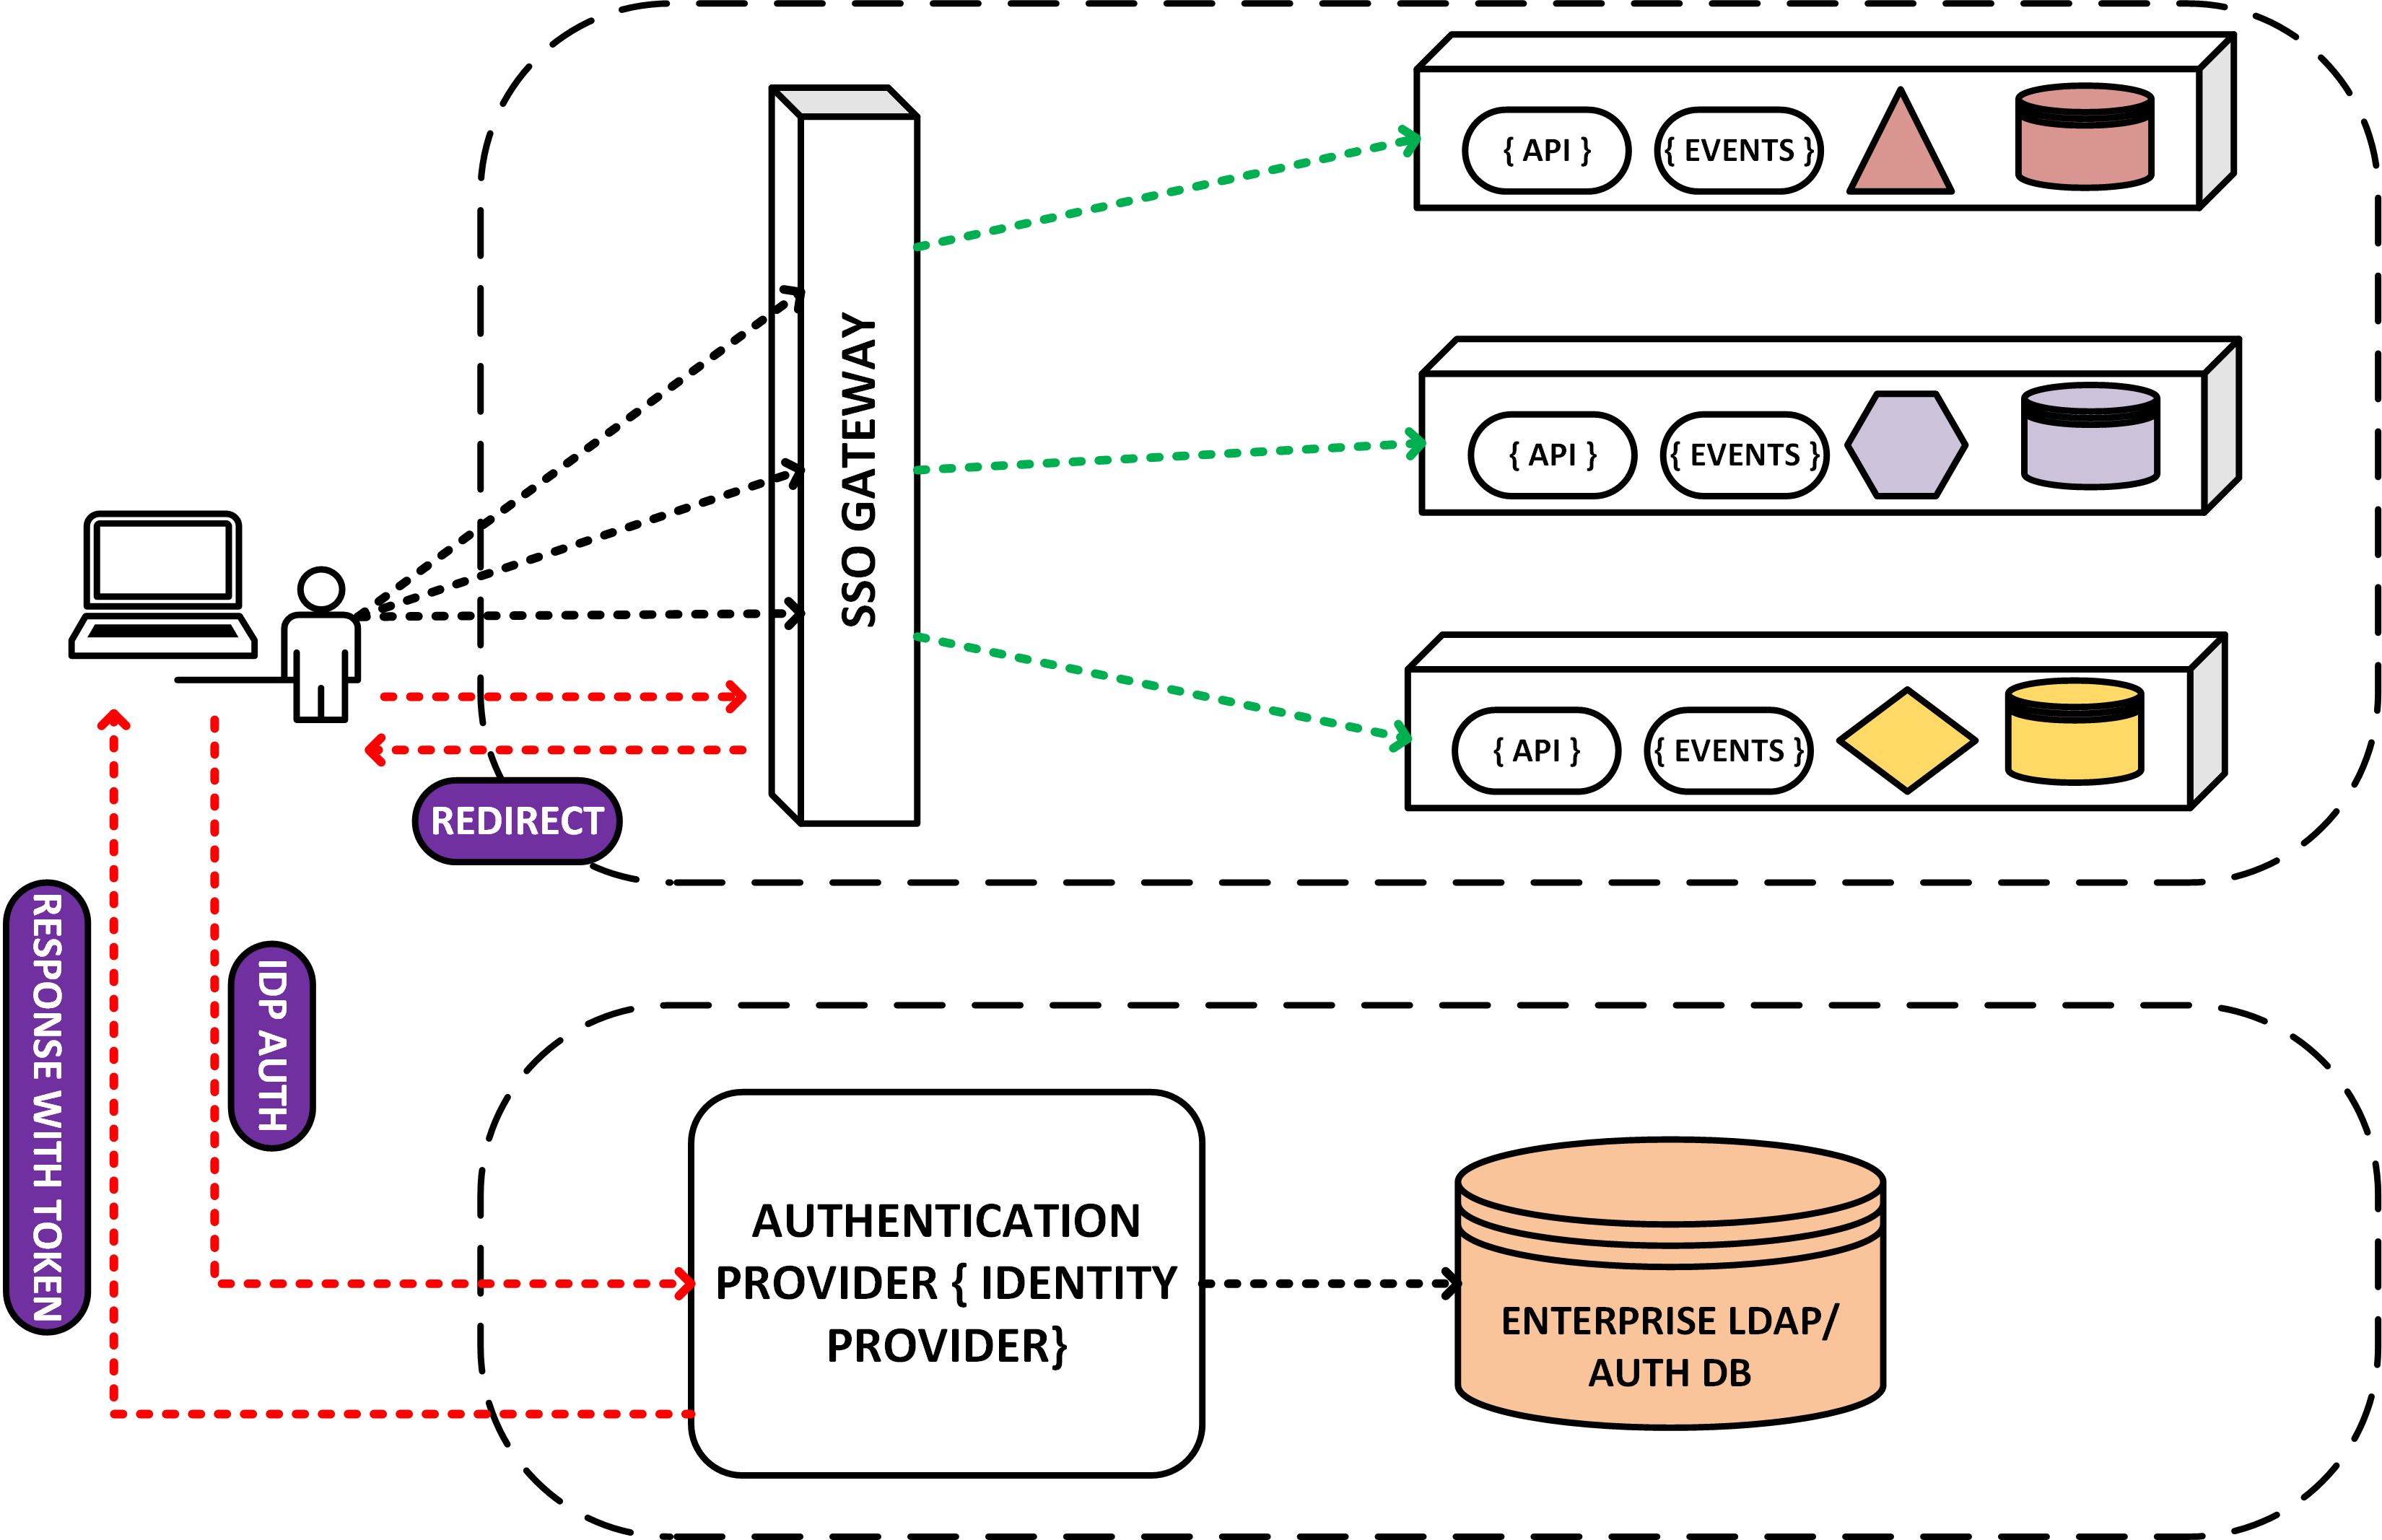 { API }
{ EVENTS }
SSO GATEWAY
{ API }
{ EVENTS }
{ API }
{ EVENTS }
REDIRECT
RESPONSE WITH TOKEN
IDP AUTH
AUTHENTICATION
PROVIDER { IDENTITY
PROVIDER}
ENTERPRISE LDAP/
AUTH DB